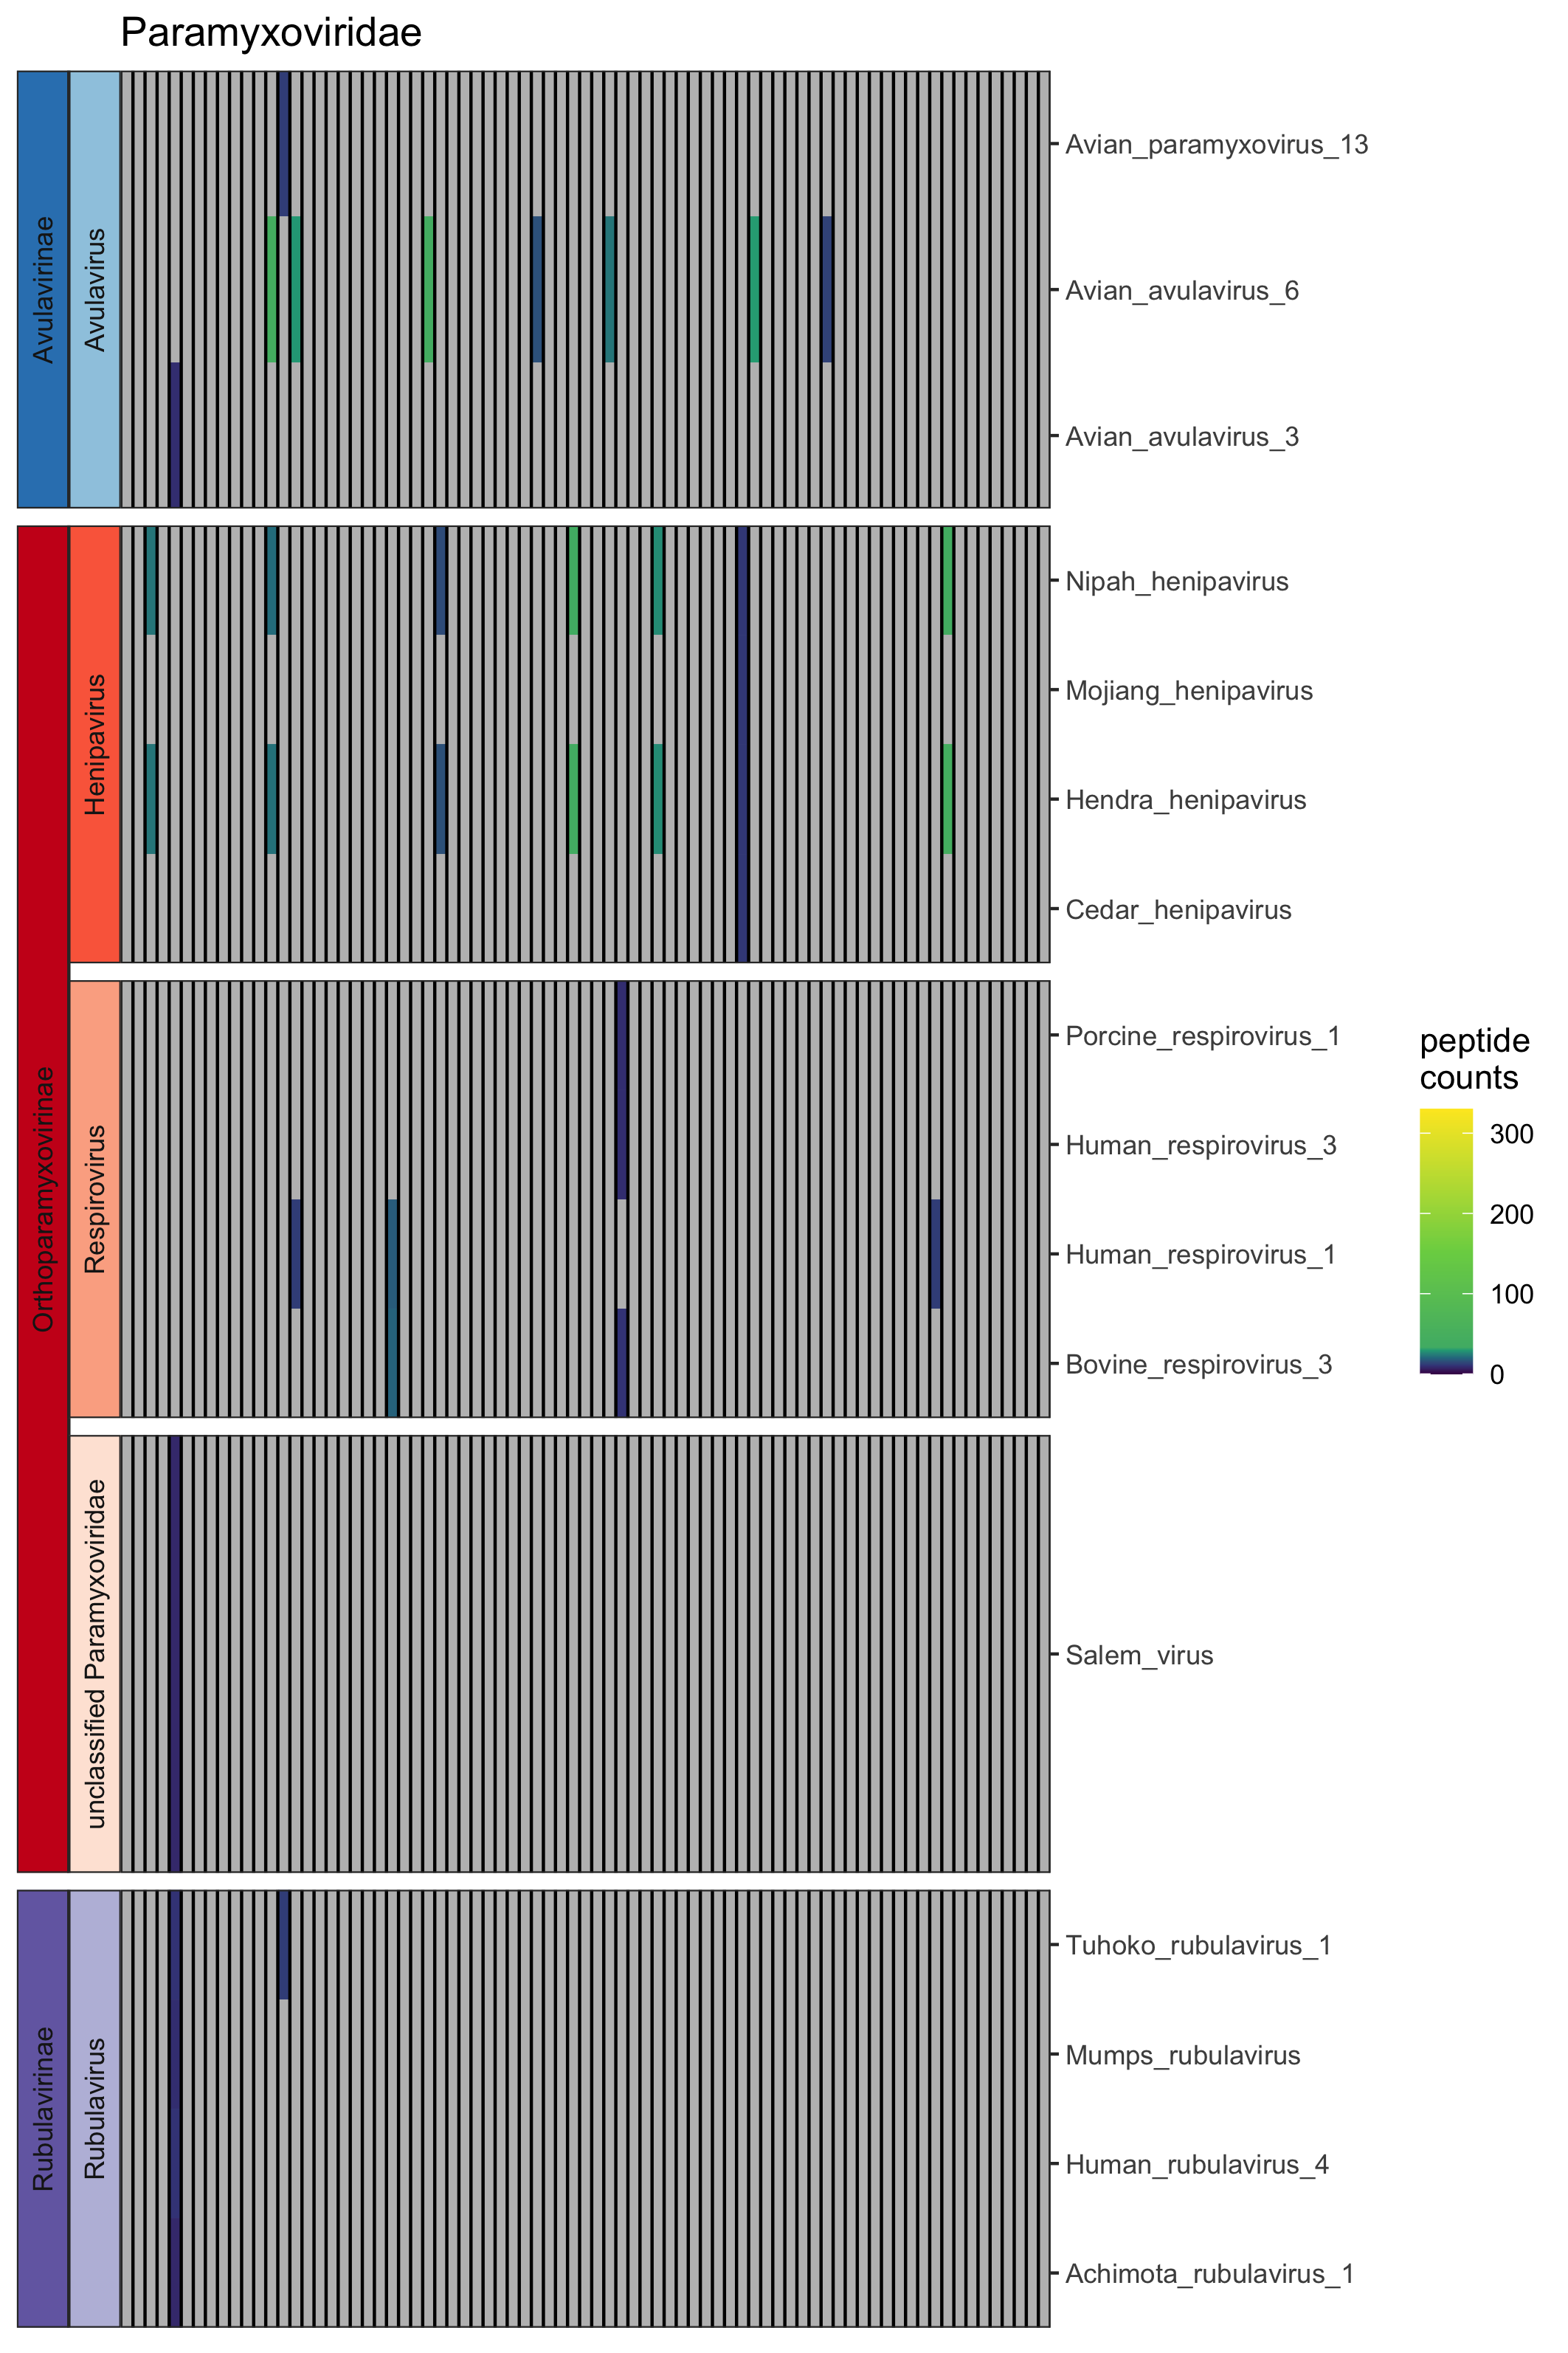 Paramyxoviridae
Avulavirinae
Avulavirus
Avian_paramyxovirus_13
Avian_avulavirus_6
Avian_avulavirus_3
Orthoparamyxovirinae
Henipavirus
Nipah_henipavirus
Mojiang_henipavirus
Hendra_henipavirus
Cedar_henipavirus
Respirovirus
Porcine_respirovirus_1
Human_respirovirus_3
Human_respirovirus_1
Bovine_respirovirus_3
unclassified Paramyxoviridae
Salem_virus
Rubulavirinae
Rubulavirus
Tuhoko_rubulavirus_1
Mumps_rubulavirus
Human_rubulavirus_4
Achimota_rubulavirus_1
peptide
counts
300
200
100
0